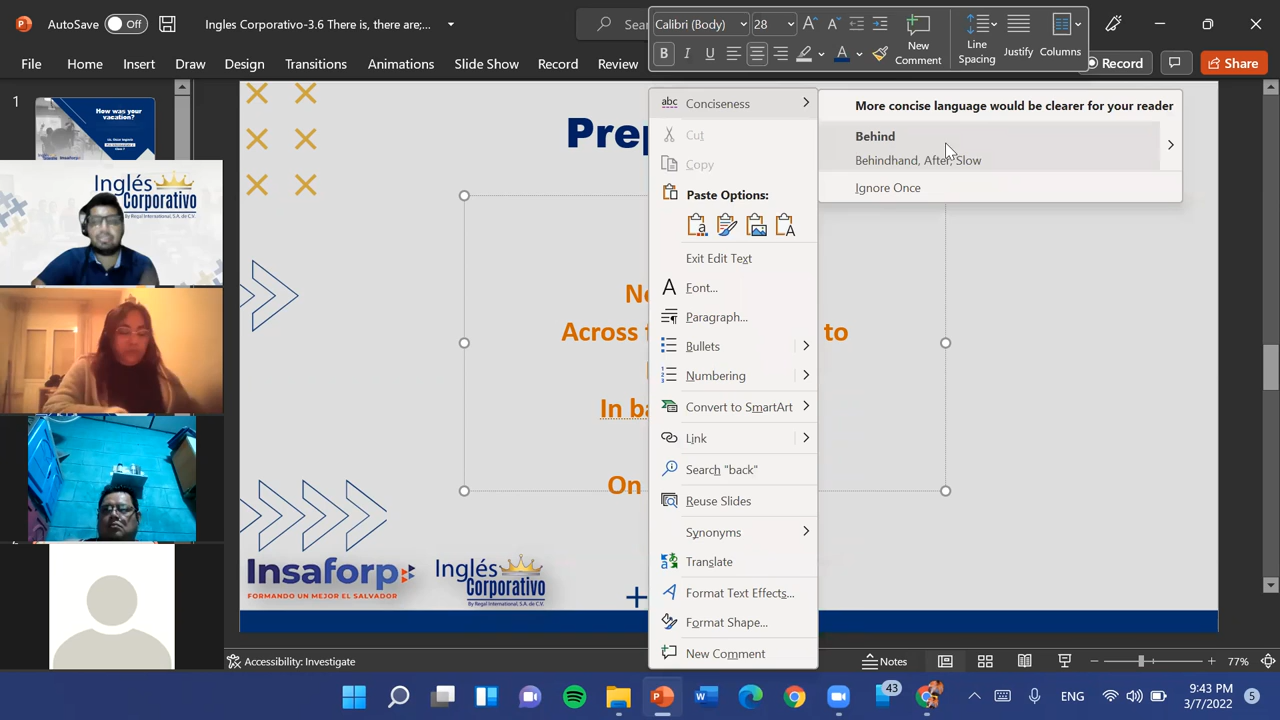 AutoSave
Off
Ingles Corporativo-3.6 There is, there are;...
Sea
Calibri (Body)
28
New Comment
Line Spacing
Justify
Columns
File
Home
Insert
Draw
Design
Transitions
Animations
Slide Show
Record
Review
Record
Share
1
How was your
vacation?
Conciseness
Cut
Copy
Paste Options:
Exit Edit Text
Font...
Paragraph...
Bullets
Numbering
Convert to SmartArt
Link
Search "back"
Reuse Slides
Synonyms
Translate
Format Text Effects...
Format Shape...
New Comment
More concise language would be clearer for your reader
Behind
Behindhand, After, Slow
Ignore Once
Prep
Across
to
In ba
On
Inglés
Corporativo
By Regal International, S.A. de C.V.
Insaforp
FORMANDO UN MEJOR EL SALVADOR
Inglés
Corporativo
By Regal International, S.A. de C.V.
Accessibility: Investigate
Notes
77%
43
ENG
9:43 PM
3/7/2022
5